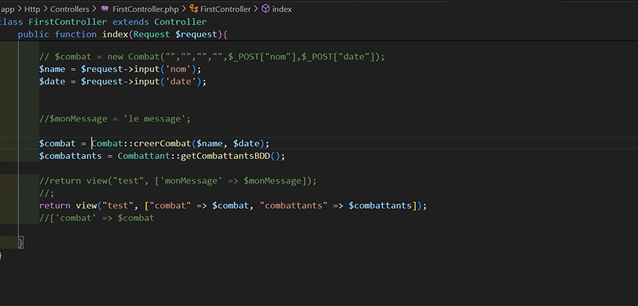 app > Http > Controllers > FirstController.php > FirstController > index
class FirstController extends Controller
public function index(Request $request){
// $combat = new Combat("","","","",$_POST["nom"],$_POST["date"]);
$name = $request->input('nom');
$date = $request->input('date');
//$monMessage = 'le message';
$combat = Combat::creerCombat($name, $date);
$combattants = Combattant::getCombattantsBDD();
//return view("test", ['monMessage' => $monMessage]);
//;
return view("test", ["combat" => $combat, "combattants" => $combattants]);
//['combat' => $combat
}
}